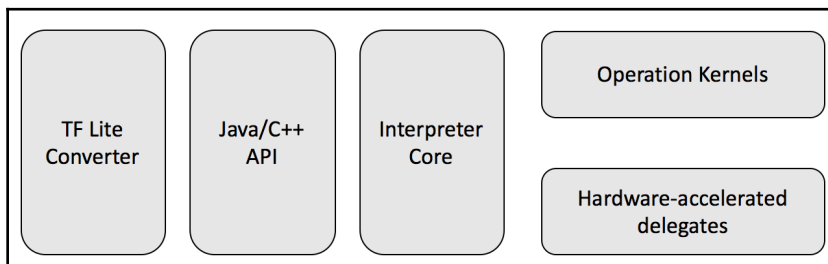 TF Lite
Converter
Java/C++
API
Interpreter
Core
Operation Kernels
Hardware-accelerated
delegates